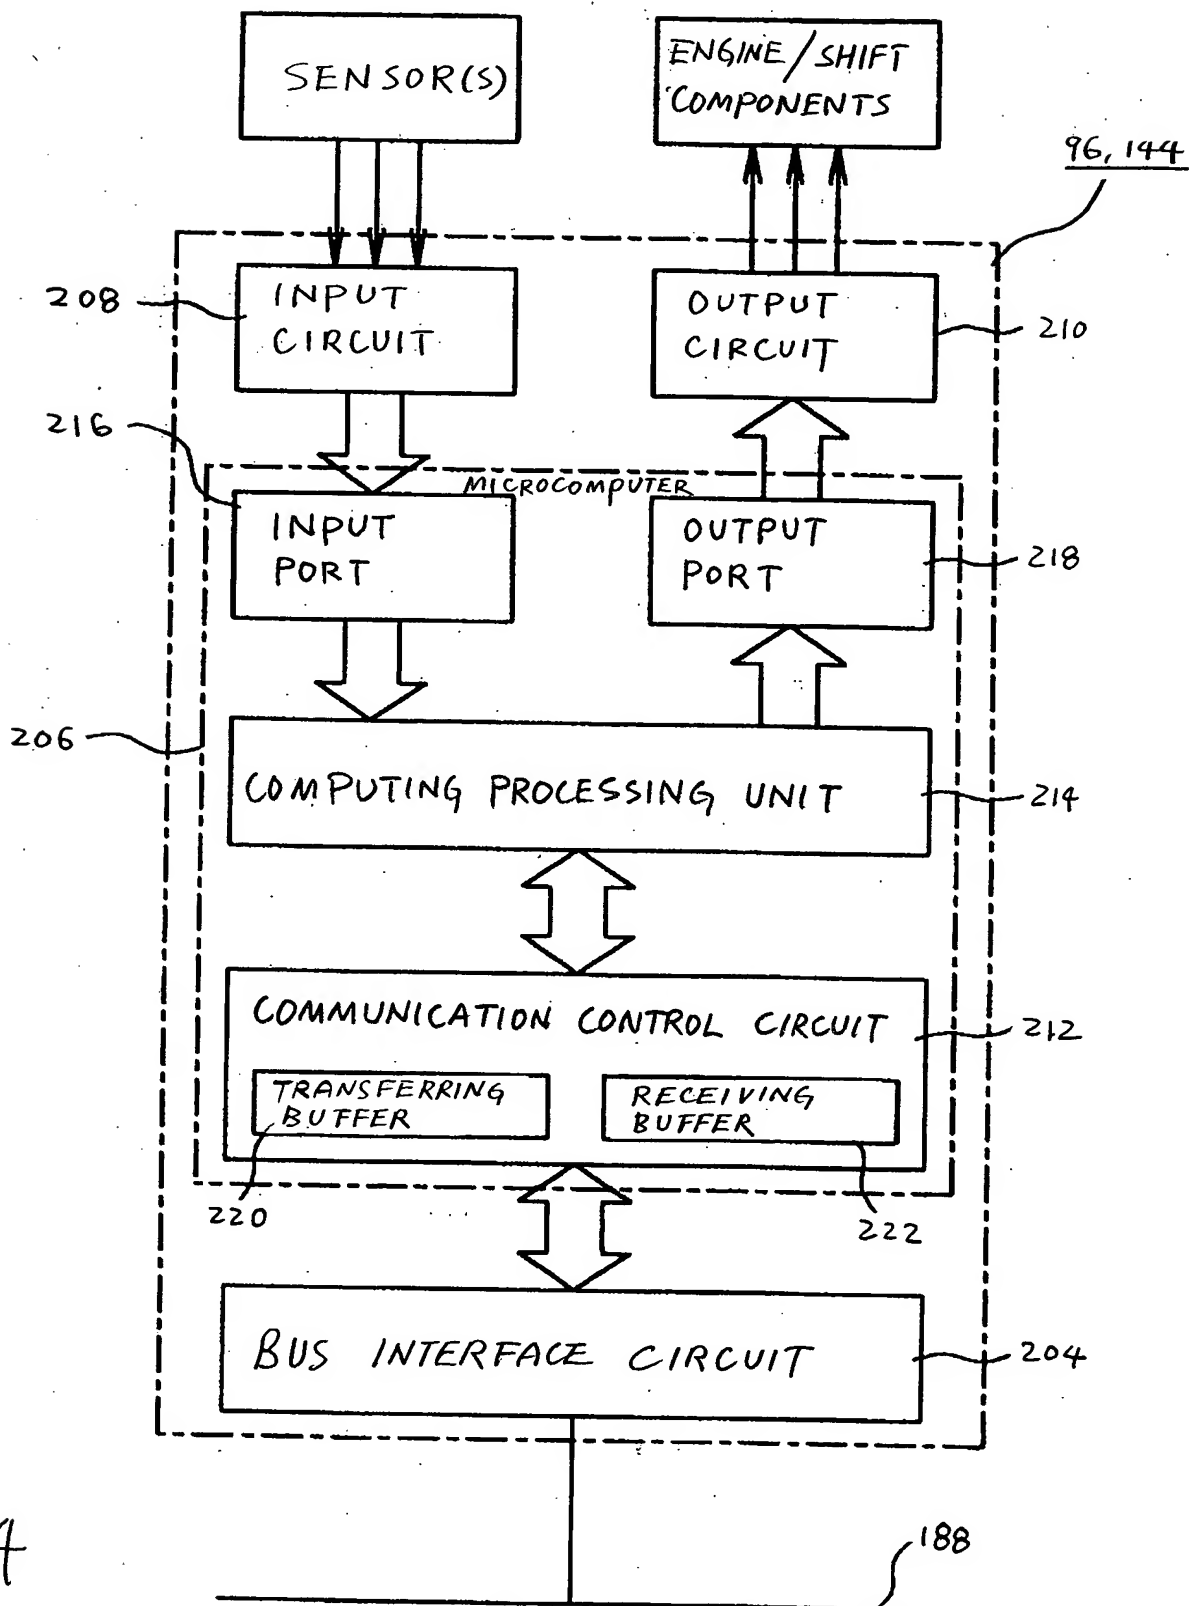 SENSOR(S)
ENGINE/SHIFT
COMPONENTS
96, 144
208
INPUT
CIRCUIT
OUTPUT
CIRCUIT
210
216
MICROCOMPUTER
INPUT
PORT
OUTPUT
PORT
218
206
COMPUTING PROCESSING UNIT
214
COMMUNICATION CONTROL CIRCUIT
212
TRANSFERRING
BUFFER
RECEIVING
BUFFER
220
222
BUS INTERFACE CIRCUIT
204
188